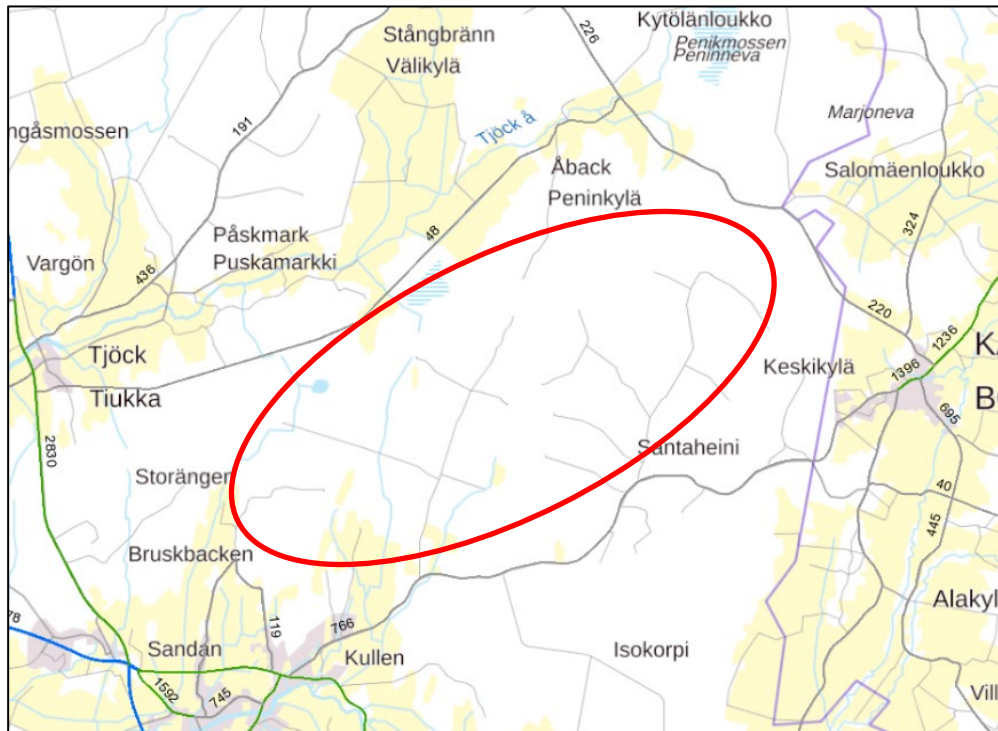 Kytölänloukko
Penikmossen
Peninneva
Stångbränn
Välikylä
226
191
Tjöck å
Marjoneva
ngåsmossen
Åback
Peninkylä
Salomäenloukko
324
48
Påskmark
Puskamarkki
Vargön
436
220
1236
Tjöck
Tiukka
Keskikylä
1396
695
2830
Santaheini
Storängen
40
445
Bruskbacken
119
766
78
Sandån
Kullen
Isokorpi
Alakyl
1592
745
Vill